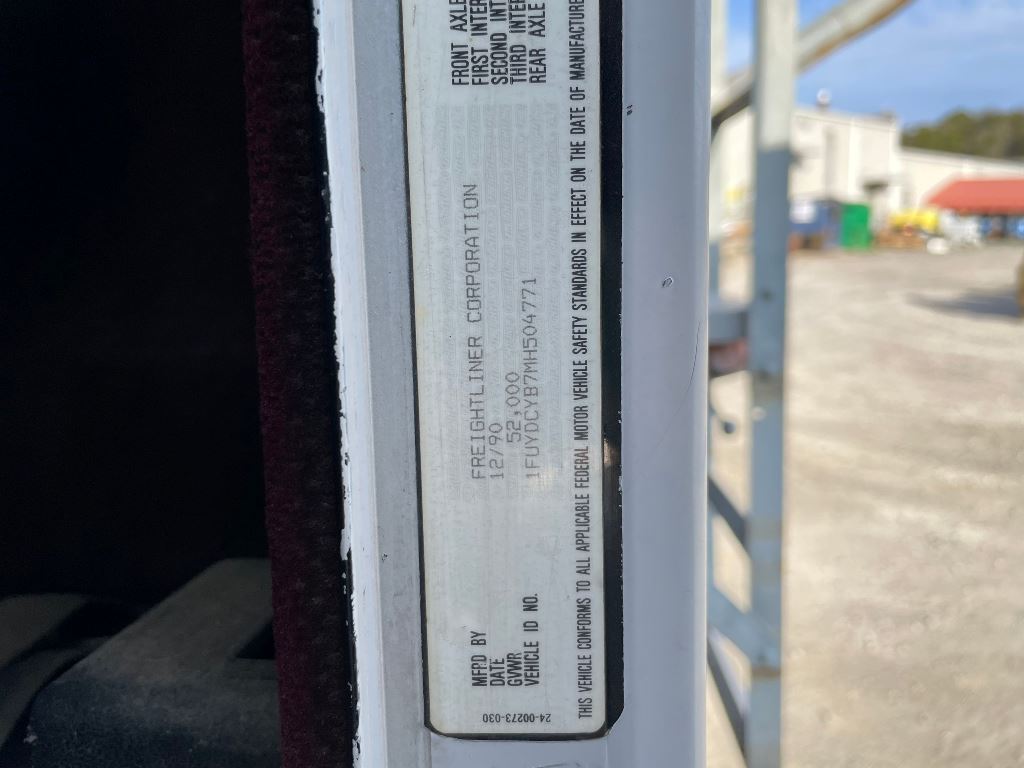 MFPD BY FREIGHTLINER CORPORATION FRONT AXLE
DATE 12/90 FIRST INTER
GVWR 52,000 SECOND INT
VEHICLE ID NO. 1FUYDCYB7MH504771 THIRD INTER
REAR AXLE
THIS VEHICLE CONFORMS TO ALL APPLICABLE FEDERAL MOTOR VEHICLE SAFETY STANDARDS IN EFFECT ON THE DATE OF MANUFACTURE
24-00273-030